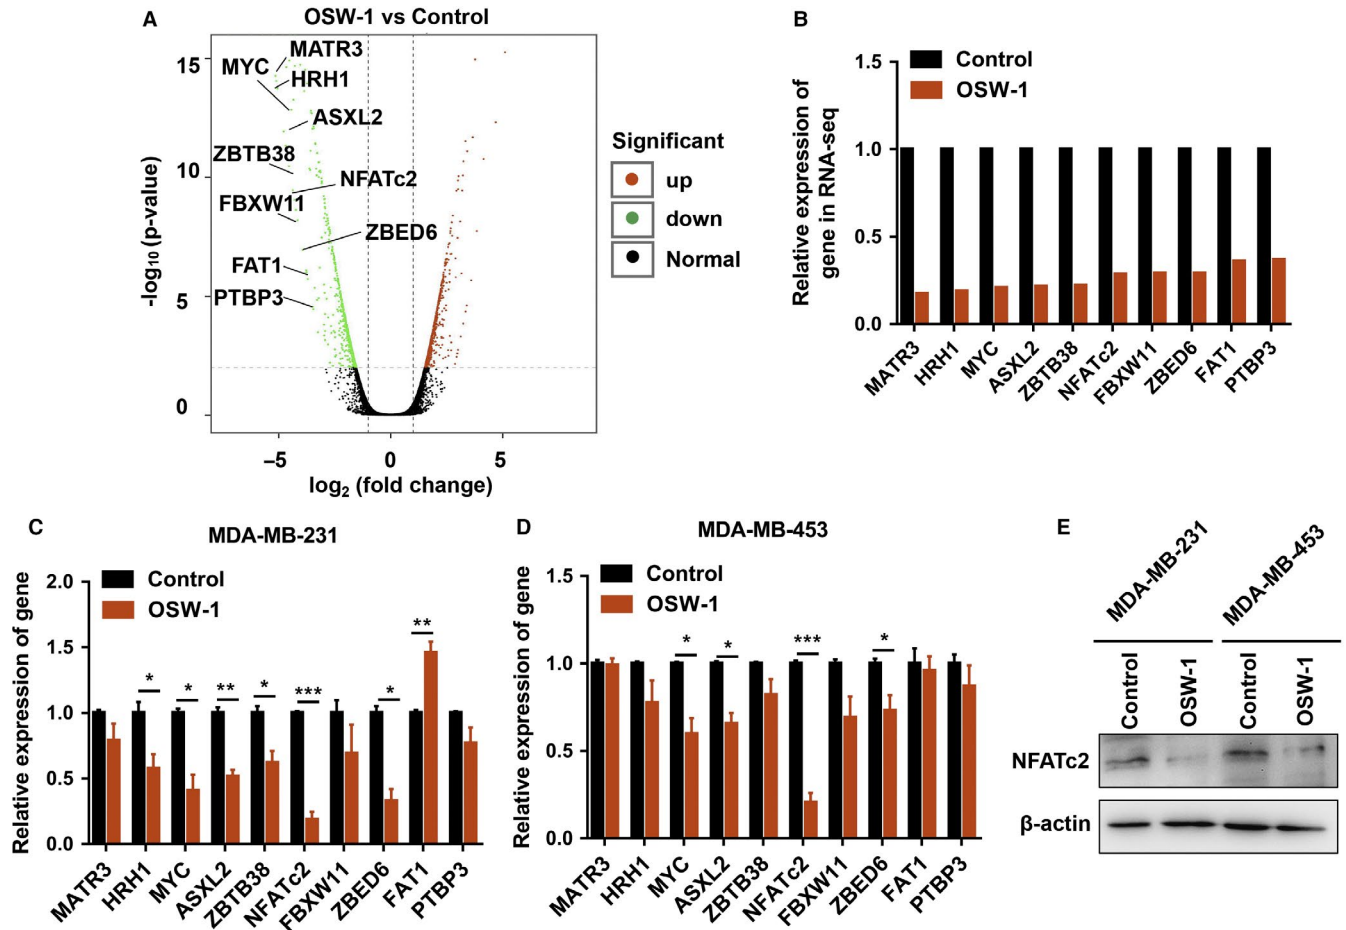 A
OSW-1 vs Control
-log10 (p-value)
15
10
5
0
MATR3
MYC
HRH1
ASXL2
ZBTB38
NFATc2
FBXW11
ZBED6
FAT1
PTBP3
−5
0
5
log2 (fold change)
Significant
up
down
Normal
B
Control
OSW-1
Relative expression of
gene in RNA-seq
1.5
1.0
0.5
0.0
MATR3
HRH1
MYC
ASXL2
ZBTB38
NFATc2
FBXW11
ZBED6
FAT1
PTBP3
C
MDA-MB-231
Control
OSW-1
Relative expression of gene
2.0
1.5
1.0
0.5
0.0
*
*
**
*
***
*
**
MATR3
HRH1
MYC
ASXL2
ZBTB38
NFATc2
FBXW11
ZBED6
FAT1
PTBP3
D
MDA-MB-453
Control
OSW-1
Relative expression of gene
1.5
1.0
0.5
0.0
*
*
***
*
MATR3
HRH1
MYC
ASXL2
ZBTB38
NFATc2
FBXW11
ZBED6
FAT1
PTBP3
E
MDA-MB-231
MDA-MB-453
Control
OSW-1
Control
OSW-1
NFATc2
β-actin